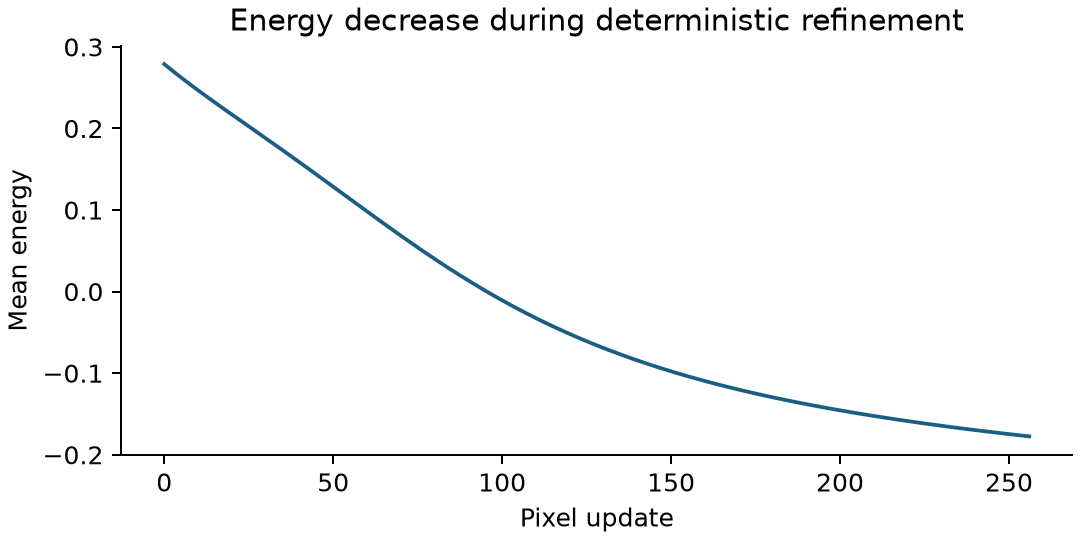 Energy decrease during deterministic refinement
0.3
0.2
0.1
0.0
−0.1
−0.2
Mean energy
0 50 100 150 200 250
Pixel update